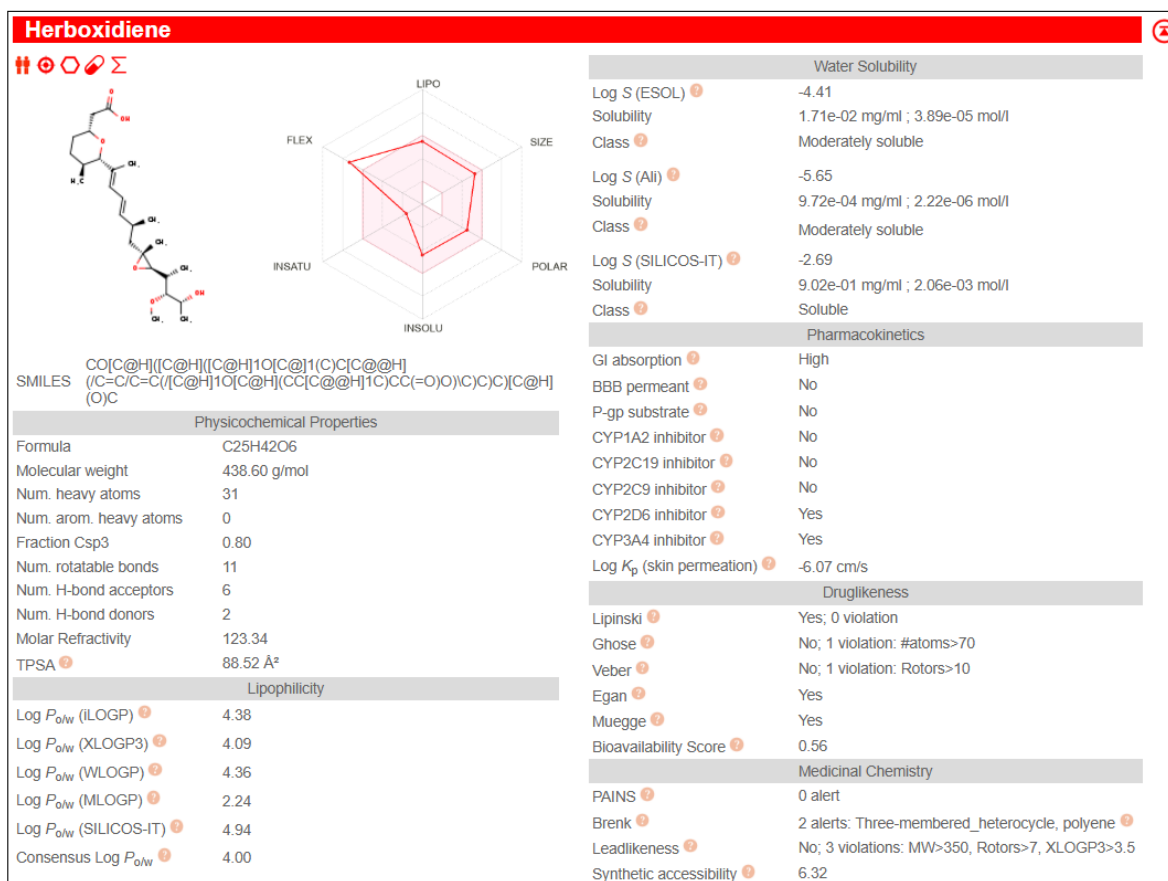 Herboxidiene
LIPO
FLEX
SIZE
INSATU
POLAR
INSOLU
O
OH
O
H₃C
CH₃
CH₃
CH₃
O
CH₃
O
OH
CH₃
CH₃
SMILES CO[C@H]([C@H]([C@H]1O[C@]1(C)C[C@@H]
(/C=C/C=C(/[C@H]1O[C@H](CC[C@@H]1C)CC(=O)O)\C)C)C)[C@H]
(O)C
Physicochemical Properties
Formula C25H42O6
Molecular weight 438.60 g/mol
Num. heavy atoms 31
Num. arom. heavy atoms 0
Fraction Csp3 0.80
Num. rotatable bonds 11
Num. H-bond acceptors 6
Num. H-bond donors 2
Molar Refractivity 123.34
TPSA ? 88.52 Å²
Lipophilicity
Log Po/w (iLOGP) ? 4.38
Log Po/w (XLOGP3) ? 4.09
Log Po/w (WLOGP) ? 4.36
Log Po/w (MLOGP) ? 2.24
Log Po/w (SILICOS-IT) ? 4.94
Consensus Log Po/w ? 4.00
Water Solubility
Log S (ESOL) ? -4.41
Solubility 1.71e-02 mg/ml ; 3.89e-05 mol/l
Class ? Moderately soluble
Log S (Ali) ? -5.65
Solubility 9.72e-04 mg/ml ; 2.22e-06 mol/l
Class ? Moderately soluble
Log S (SILICOS-IT) ? -2.69
Solubility 9.02e-01 mg/ml ; 2.06e-03 mol/l
Class ? Soluble
Pharmacokinetics
GI absorption ? High
BBB permeant ? No
P-gp substrate ? No
CYP1A2 inhibitor ? No
CYP2C19 inhibitor ? No
CYP2C9 inhibitor ? No
CYP2D6 inhibitor ? Yes
CYP3A4 inhibitor ? Yes
Log Kp (skin permeation) ? -6.07 cm/s
Druglikeness
Lipinski ? Yes; 0 violation
Ghose ? No; 1 violation: #atoms>70
Veber ? No; 1 violation: Rotors>10
Egan ? Yes
Muegge ? Yes
Bioavailability Score ? 0.56
Medicinal Chemistry
PAINS ? 0 alert
Brenk ? 2 alerts: Three-membered_heterocycle, polyene ?
Leadlikeness ? No; 3 violations: MW>350, Rotors>7, XLOGP3>3.5
Synthetic accessibility ? 6.32